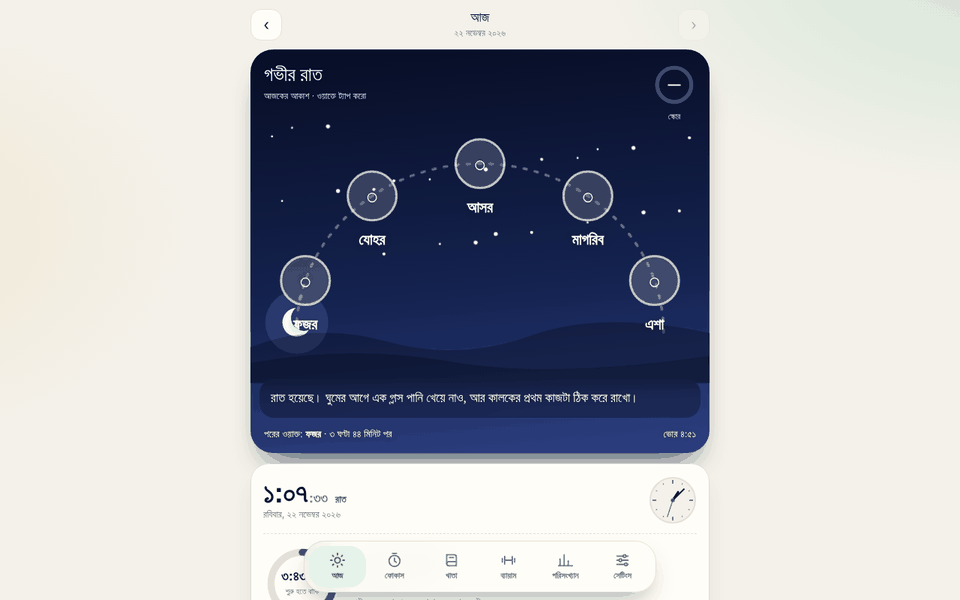 আজ
২২ নভেম্বর ২০২৬
গভীর রাত
আজকের আকাশ · ওয়াক্তে ট্যাপ করো
স্কোর
আসর
যোহর
মাগরিব
ফজর
এশা
রাত হয়েছে। ঘুমের আগে এক গ্লাস পানি খেয়ে নাও, আর কালকের প্রথম কাজটা ঠিক করে রাখো।
পরের ওয়াক্ত: ফজর · ৩ ঘণ্টা ৪৪ মিনিট পর
ভোর ৪:৫১
১:০৭:৩৩ রাত
রবিবার, ২২ নভেম্বর ২০২৬
৩:৪৩
শুরু হতে বাকি
আজ
ফোকাস
খাতা
ব্যায়াম
পরিসংখ্যান
সেটিংস